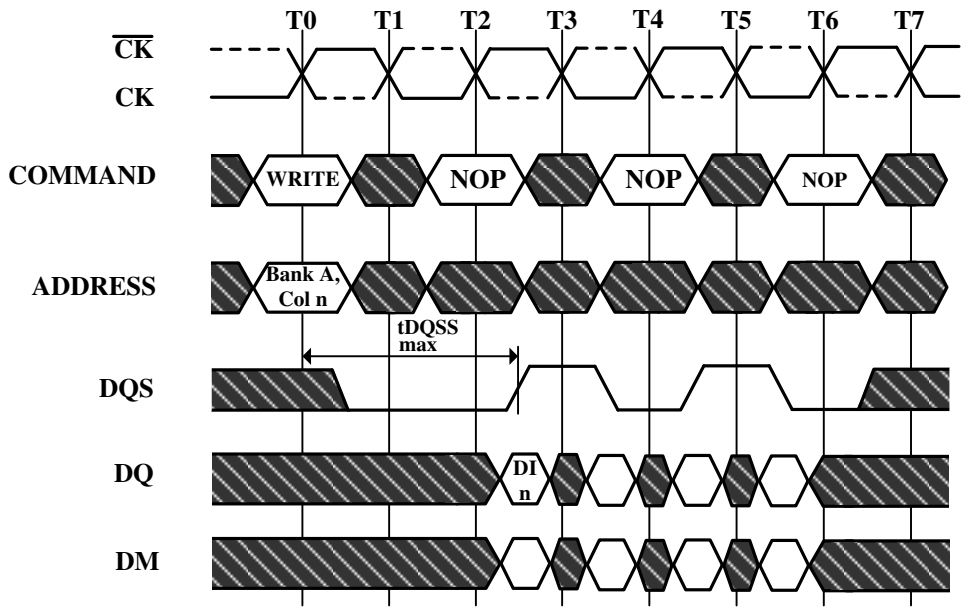 T0 T1 T2 T3 T4 T5 T6 T7
CK
CK
COMMAND
WRITE NOP NOP NOP
ADDRESS
Bank A,
Col n
tDQSS
max
DQS
DQ
DI
n
DM